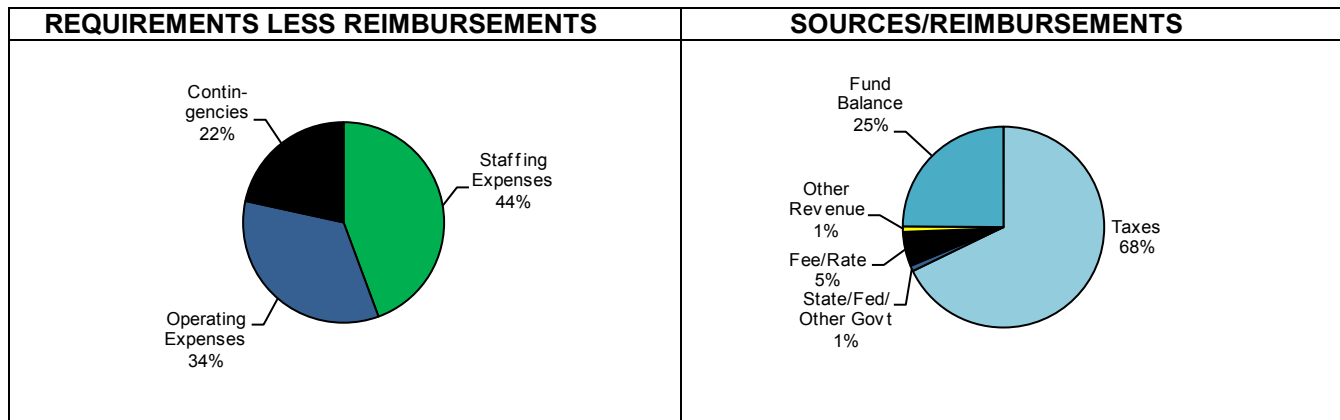 REQUIREMENTS LESS REIMBURSEMENTS
SOURCES/REIMBURSEMENTS
Contin-
gencies
22%
Staffing
Expenses
44%
Operating
Expenses
34%
Fund
Balance
25%
Other
Revenue
1%
Fee/Rate
5%
State/Fed/
Other Govt
1%
Taxes
68%